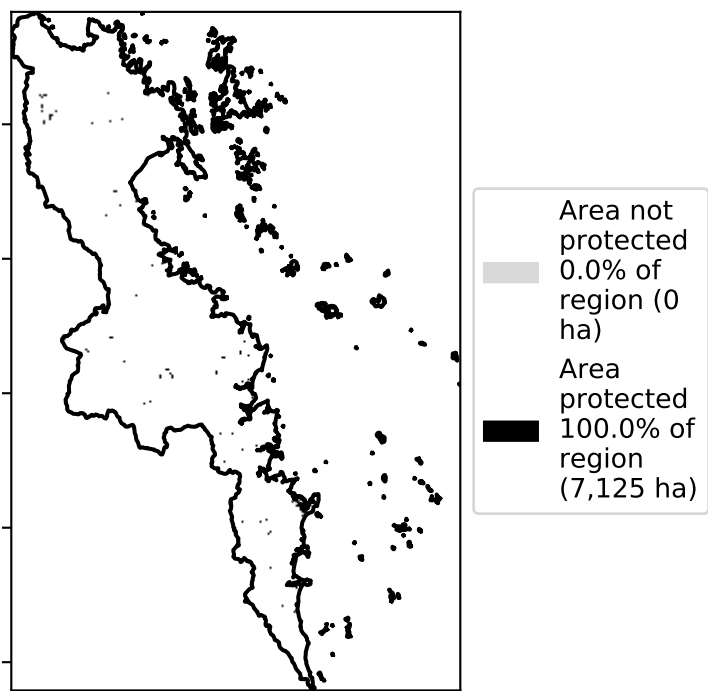 Area not
protected
0.0% of
region (0
ha)
Area
protected
100.0% of
region
(7,125 ha)